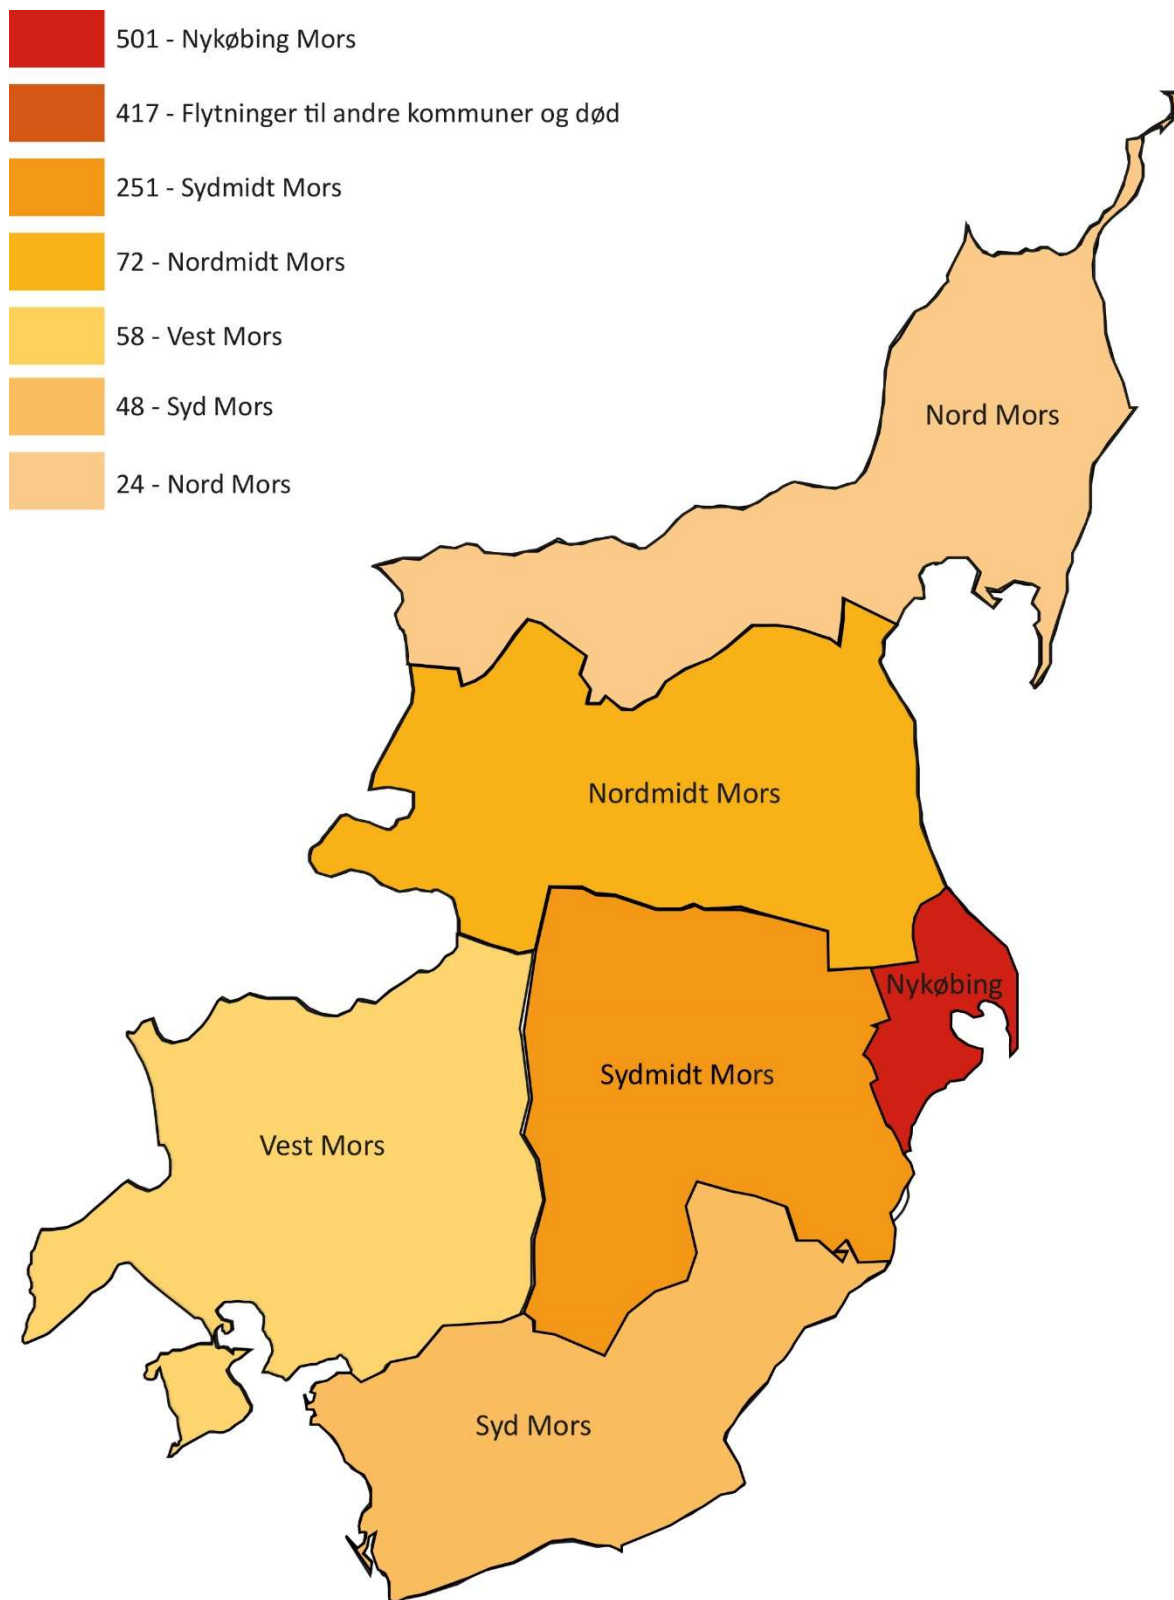 501 - Nykøbing Mors
417 - Flytninger til andre kommuner og død
251 - Sydmidt Mors
72 - Nordmidt Mors
58 - Vest Mors
48 - Syd Mors
24 - Nord Mors
Nord Mors
Nordmidt Mors
Nykøbing
Sydmidt Mors
Vest Mors
Syd Mors